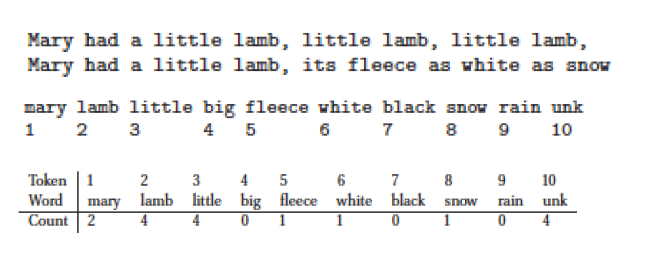 Mary had a little lamb, little lamb, little lamb,
Mary had a little lamb, its fleece as white as snow
mary lamb little big fleece white black snow rain unk
1 2 3 4 5 6 7 8 9 10
Token 1 2 3 4 5 6 7 8 9 10
Word mary lamb little big fleece white black snow rain unk
Count 2 4 4 0 1 1 0 1 0 4